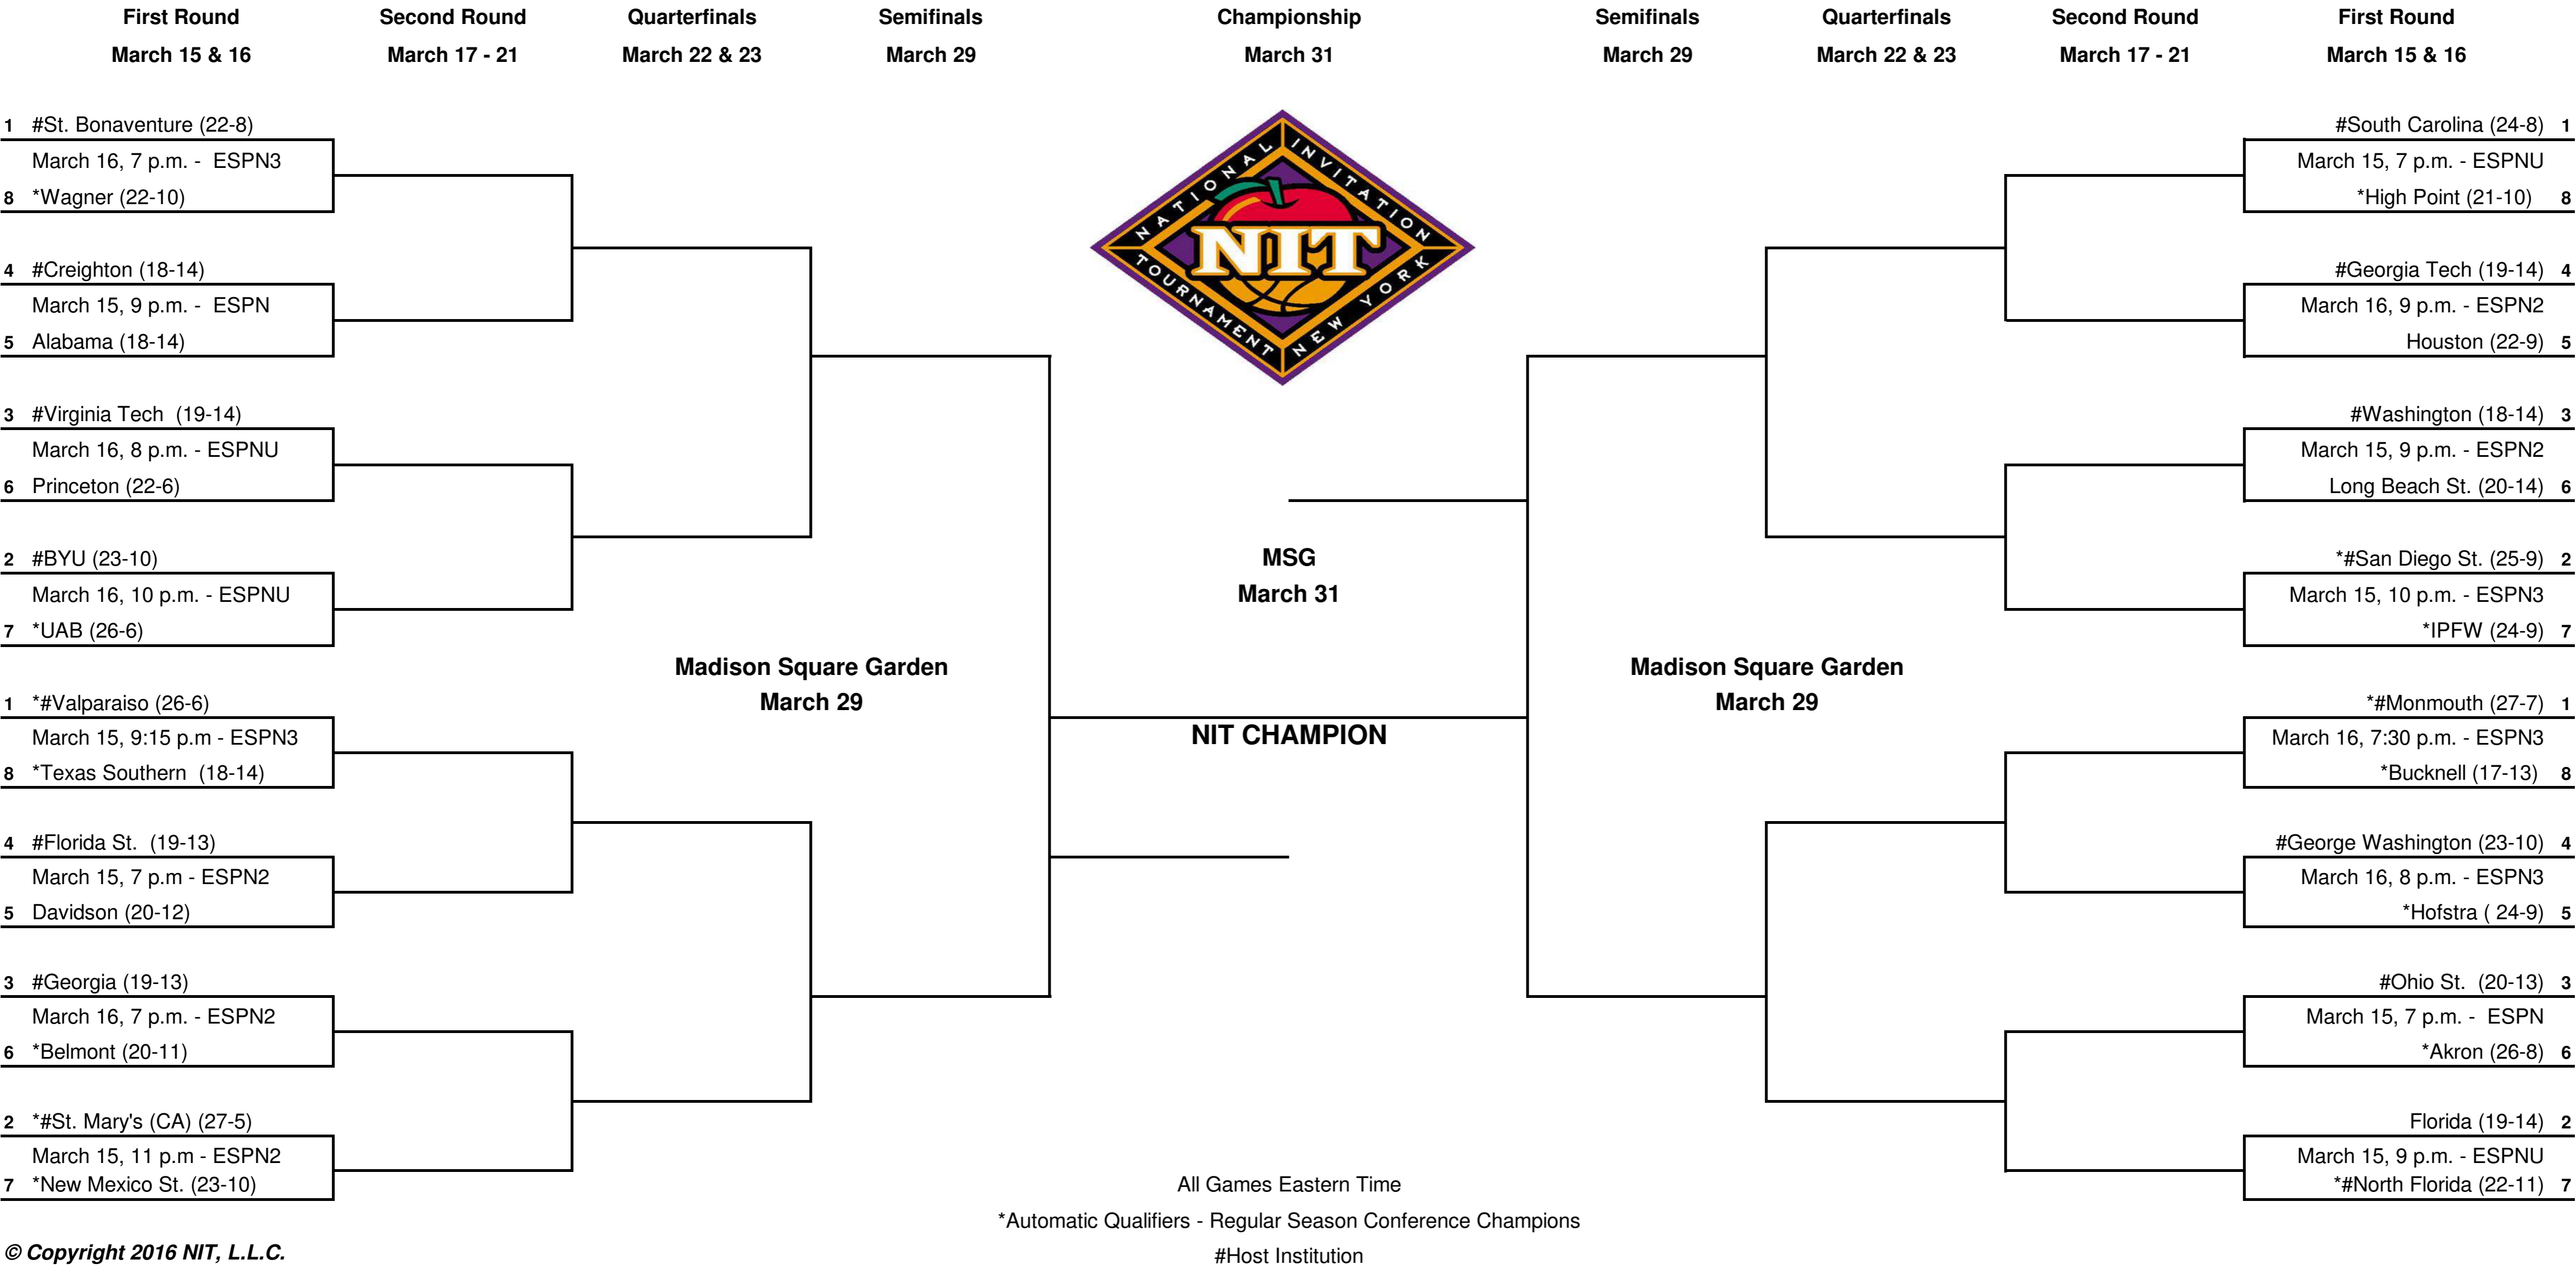 First Round Second Round Quarterfinals Semifinals Championship Semifinals Quarterfinals Second Round First Round
March 15 & 16 March 17 - 21 March 22 & 23 March 29 March 31 March 29 March 22 & 23 March 17 - 21 March 15 & 16
1 #St. Bonaventure (22-8)
March 16, 7 p.m. - ESPN3
8 *Wagner (22-10)
4 #Creighton (18-14)
March 15, 9 p.m. - ESPN
5 Alabama (18-14)
3 #Virginia Tech (19-14)
March 16, 8 p.m. - ESPNU
6 Princeton (22-6)
2 #BYU (23-10)
March 16, 10 p.m. - ESPNU
7 *UAB (26-6)
1 *#Valparaiso (26-6)
March 15, 9:15 p.m - ESPN3
8 *Texas Southern (18-14)
4 #Florida St. (19-13)
March 15, 7 p.m - ESPN2
5 Davidson (20-12)
3 #Georgia (19-13)
March 16, 7 p.m. - ESPN2
6 *Belmont (20-11)
2 *#St. Mary's (CA) (27-5)
March 15, 11 p.m - ESPN2
7 *New Mexico St. (23-10)
Madison Square Garden
March 29
NATIONAL INVITATION
NIT
TOURNAMENT NEW YORK
MSG
March 31
NIT CHAMPION
Madison Square Garden
March 29
#South Carolina (24-8) 1
March 15, 7 p.m. - ESPNU
*High Point (21-10) 8
#Georgia Tech (19-14) 4
March 16, 9 p.m. - ESPN2
Houston (22-9) 5
#Washington (18-14) 3
March 15, 9 p.m. - ESPN2
Long Beach St. (20-14) 6
*#San Diego St. (25-9) 2
March 15, 10 p.m. - ESPN3
*IPFW (24-9) 7
*#Monmouth (27-7) 1
March 16, 7:30 p.m. - ESPN3
*Bucknell (17-13) 8
#George Washington (23-10) 4
March 16, 8 p.m. - ESPN3
*Hofstra ( 24-9) 5
#Ohio St. (20-13) 3
March 15, 7 p.m. - ESPN
*Akron (26-8) 6
Florida (19-14) 2
March 15, 9 p.m. - ESPNU
*#North Florida (22-11) 7
All Games Eastern Time
*Automatic Qualifiers - Regular Season Conference Champions
#Host Institution
© Copyright 2016 NIT, L.L.C.